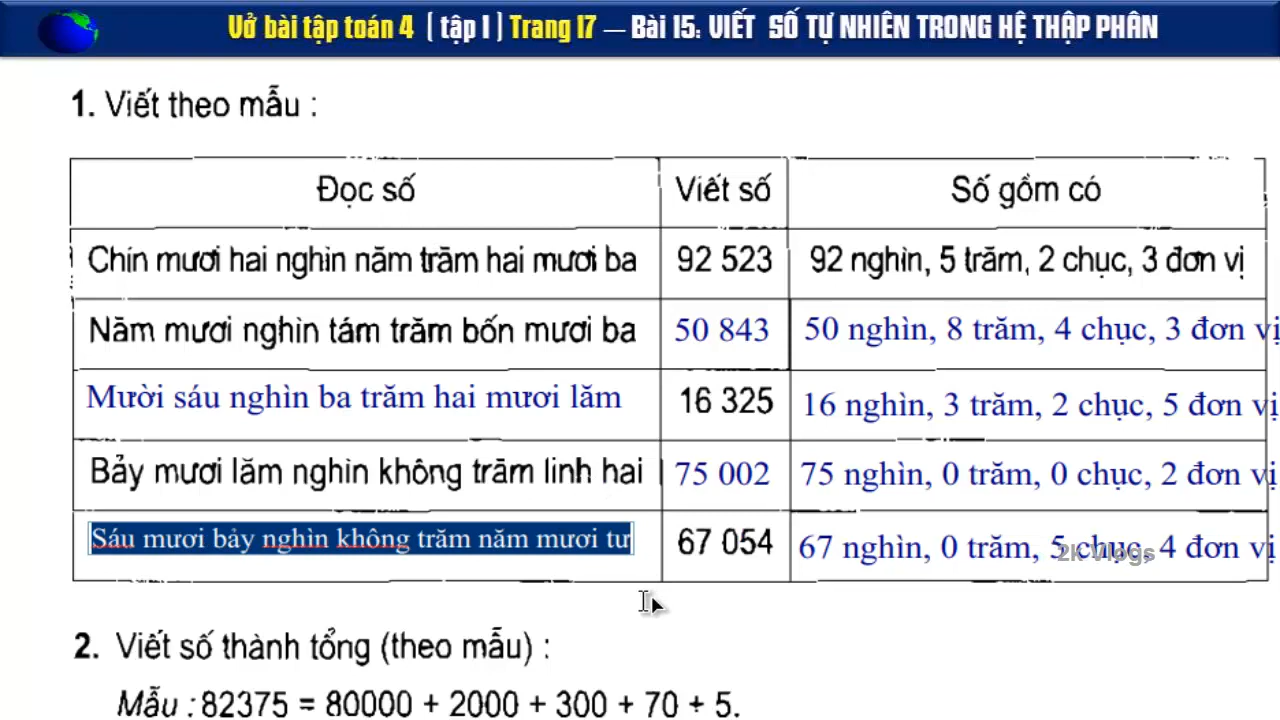 Vở bài tập toán 4 ( tập 1 ) Trang 17 – Bài 15: VIẾT SỐ TỰ NHIÊN TRONG HỆ THẬP PHÂN
1. Viết theo mẫu :
Đọc số Viết số Số gồm có
Chín mươi hai nghìn năm trăm hai mươi ba 92 523 92 nghìn, 5 trăm, 2 chục, 3 đơn vị
Năm mươi nghìn tám trăm bốn mươi ba 50 843 50 nghìn, 8 trăm, 4 chục, 3 đơn vị
Mười sáu nghìn ba trăm hai mươi lăm 16 325 16 nghìn, 3 trăm, 2 chục, 5 đơn vị
Bảy mươi lăm nghìn không trăm linh hai 75 002 75 nghìn, 0 trăm, 0 chục, 2 đơn vị
Sáu mươi bảy nghìn không trăm năm mươi tư 67 054 67 nghìn, 0 trăm, 5 chục, 4 đơn vị
2K Vlogs
2. Viết số thành tổng (theo mẫu) :
Mẫu : 82375 = 80000 + 2000 + 300 + 70 + 5.